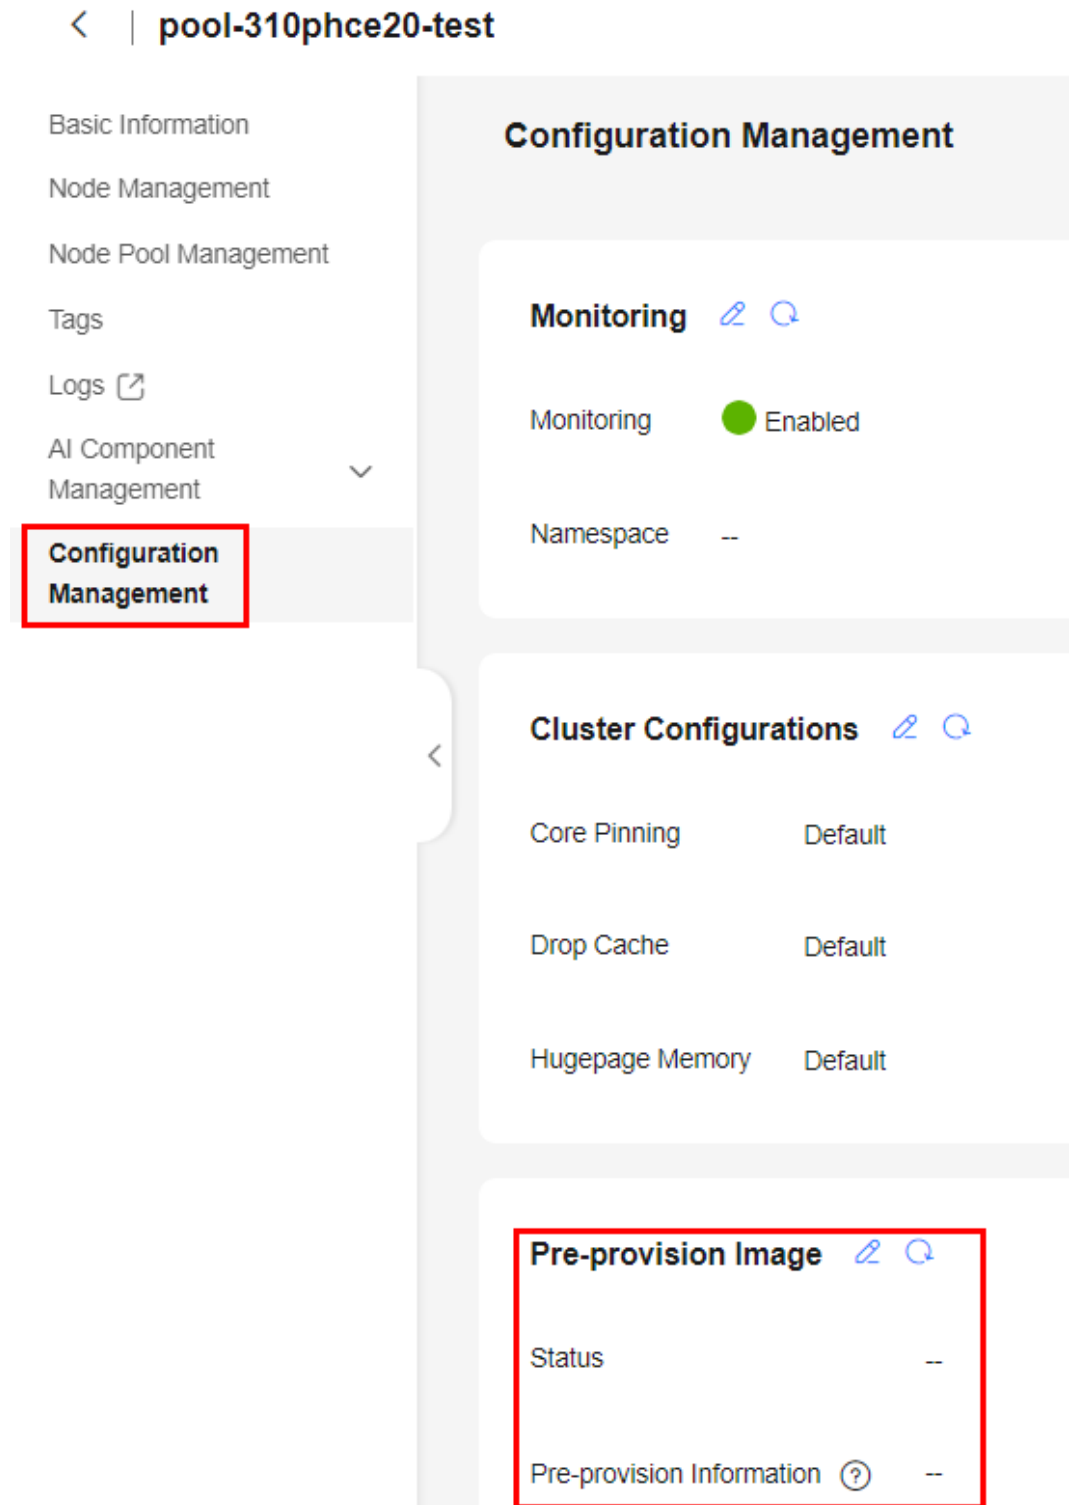 pool-310phce20-test
Basic Information
Node Management
Node Pool Management
Tags
Logs
AI Component
Management
Configuration
Management
Configuration Management
Monitoring
Monitoring Enabled
Namespace --
Cluster Configurations
Core Pinning Default
Drop Cache Default
Hugepage Memory Default
Pre-provision Image
Status --
Pre-provision Information ? --